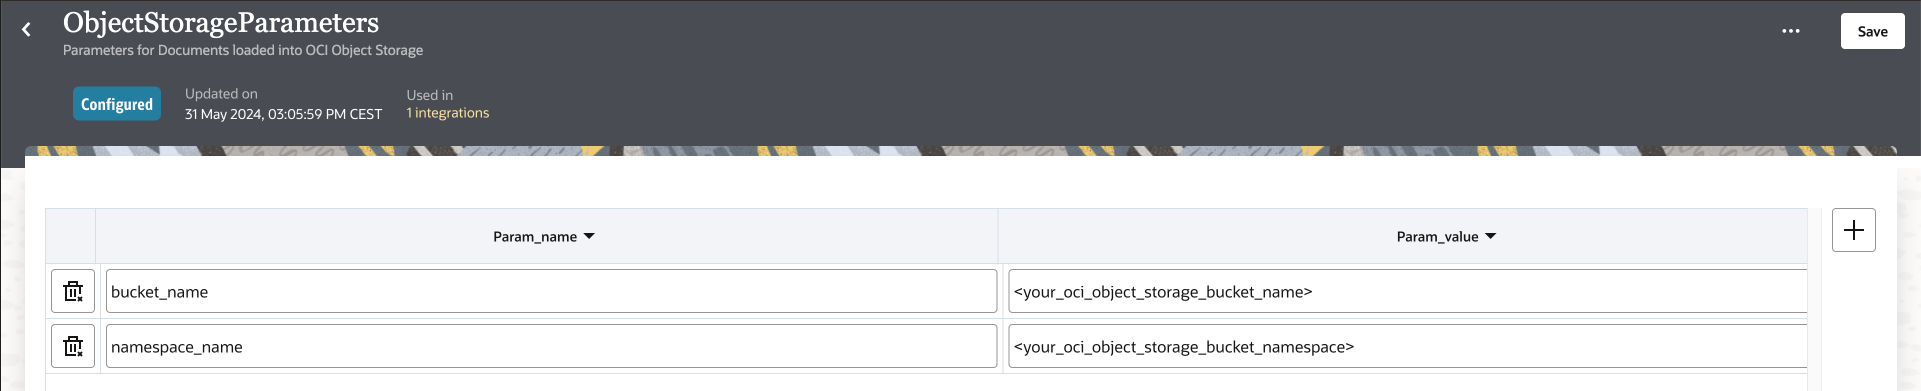 ObjectStorageParameters
Parameters for Documents loaded into OCI Object Storage
Save
Configured
Updated on
31 May 2024, 03:05:59 PM CEST
Used in
1 integrations
Param_name
Param_value
bucket_name
<your_oci_object_storage_bucket_name>
namespace_name
<your_oci_object_storage_bucket_namespace>